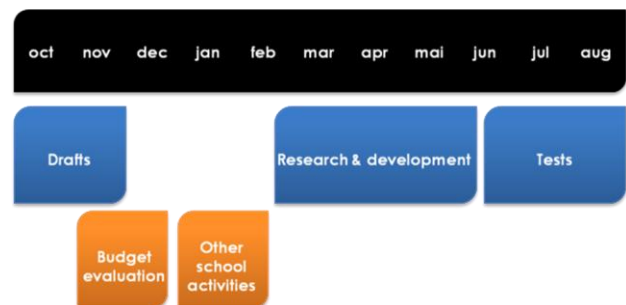 oct nov dec jan feb mar apr mai jun jul aug
Drafts
Research & development
Tests
Budget
evaluation
Other
school
activities